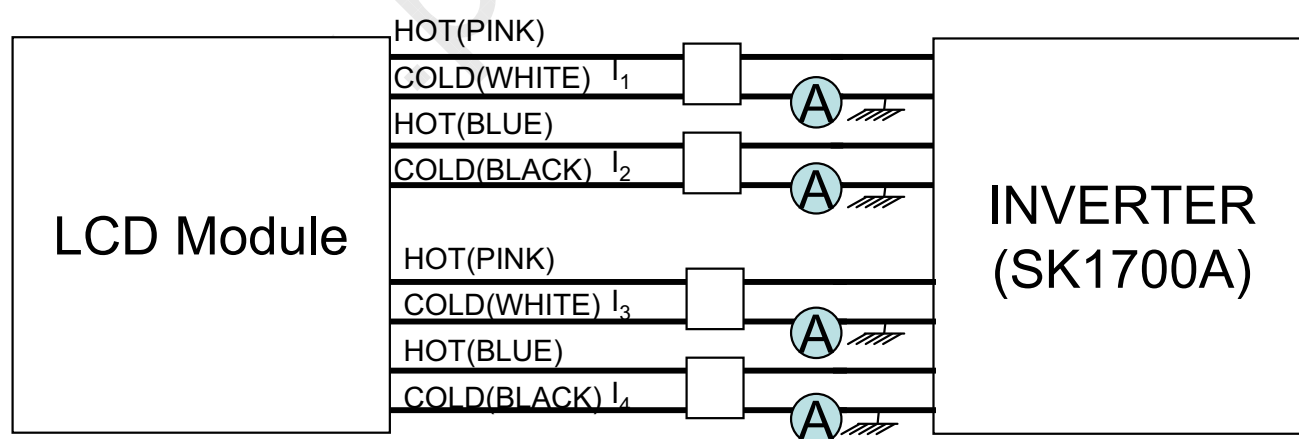 HOT(PINK)
COLD(WHITE) I1
A
HOT(BLUE)
COLD(BLACK) I2
A
LCD Module
INVERTER
(SK1700A)
HOT(PINK)
COLD(WHITE) I3
A
HOT(BLUE)
COLD(BLACK) I4
A